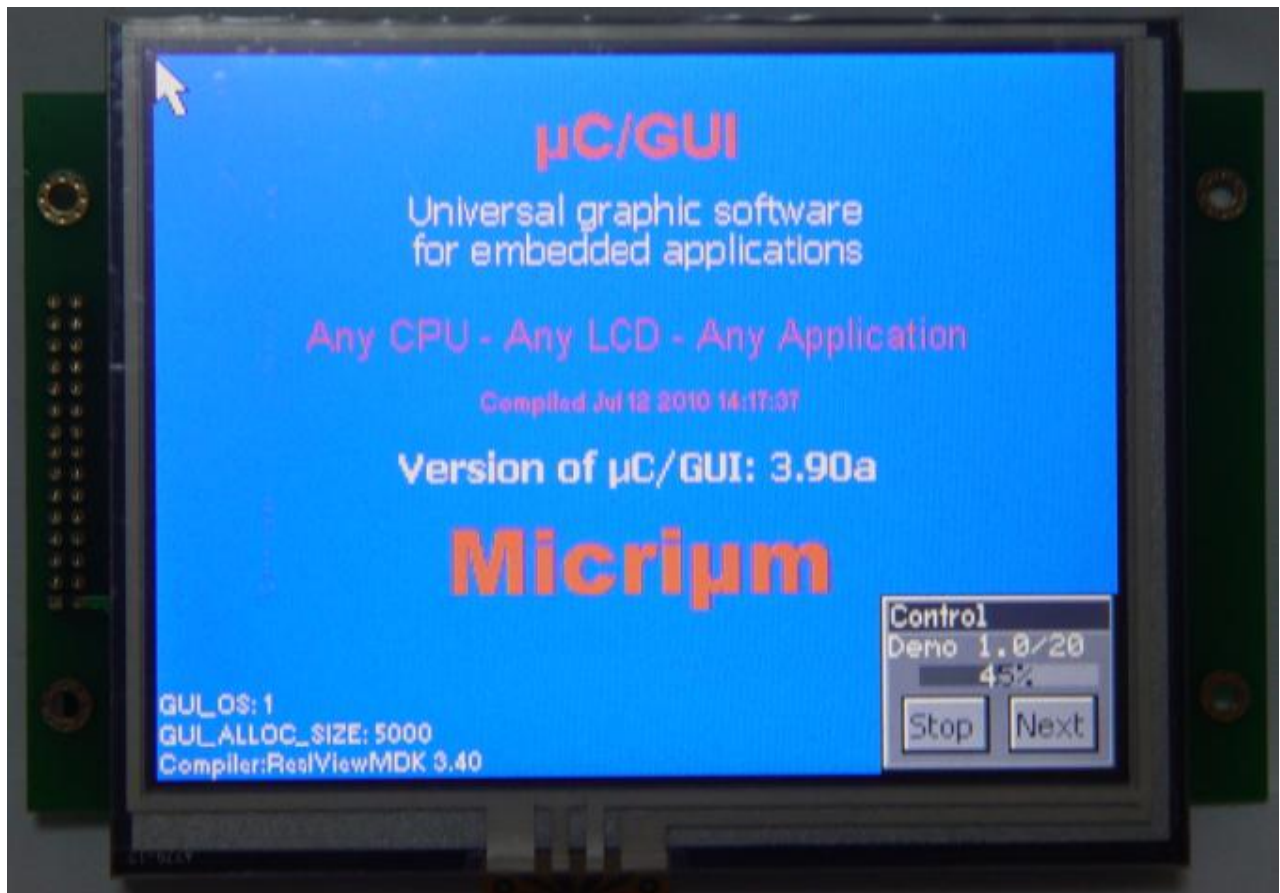 µC/GUI
Universal graphic software
for embedded applications
Any CPU - Any LCD - Any Application
Compiled Jul 12 2010 14:17:37
Version of µC/GUI: 3.90a
Micriµm
Control
Demo 1.0/20
45%
Stop Next
GUI_OS: 1
GUI_ALLOC_SIZE: 5000
Compiler:RealViewMDK 3.40